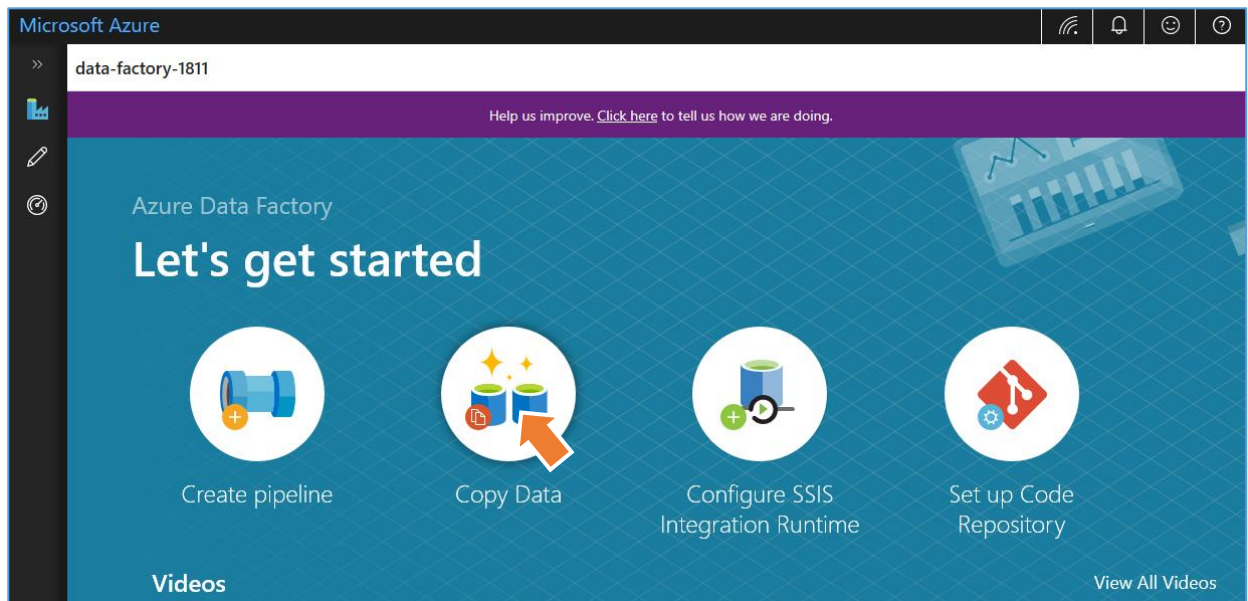 Microsoft Azure
data-factory-1811
Help us improve. Click here to tell us how we are doing.
Azure Data Factory
Let's get started
Create pipeline
Copy Data
Configure SSIS
Integration Runtime
Set up Code
Repository
Videos
View All Videos